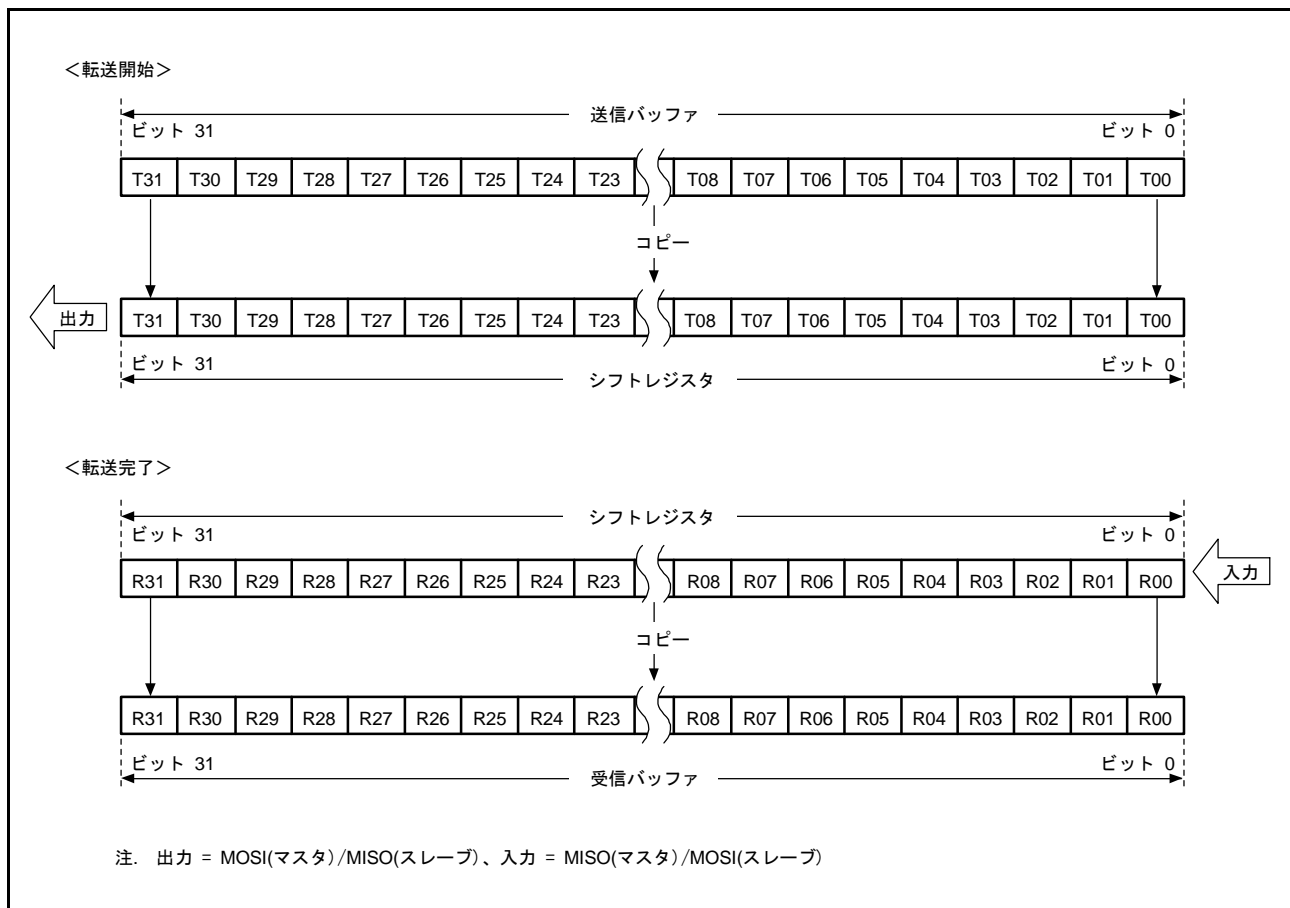 <転送開始>
送信バッファ
ビット 31 ビット 0
T31 T30 T29 T28 T27 T26 T25 T24 T23 T08 T07 T06 T05 T04 T03 T02 T01 T00
コピー
出力 T31 T30 T29 T28 T27 T26 T25 T24 T23 T08 T07 T06 T05 T04 T03 T02 T01 T00
ビット 31 ビット 0
シフトレジスタ
<転送完了>
シフトレジスタ
ビット 31 ビット 0
R31 R30 R29 R28 R27 R26 R25 R24 R23 R08 R07 R06 R05 R04 R03 R02 R01 R00 入力
コピー
R31 R30 R29 R28 R27 R26 R25 R24 R23 R08 R07 R06 R05 R04 R03 R02 R01 R00
ビット 31 ビット 0
受信バッファ
注. 出力 = MOSI(マスタ)/MISO(スレーブ)、入力 = MISO(マスタ)/MOSI(スレーブ)